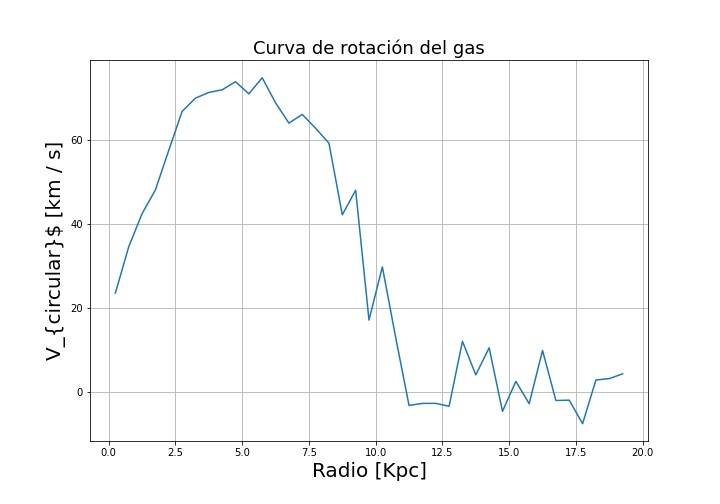 Curva de rotación del gas
V_{circular}$ [km / s]
60
40
20
0
0.0 2.5 5.0 7.5 10.0 12.5 15.0 17.5 20.0
Radio [Kpc]